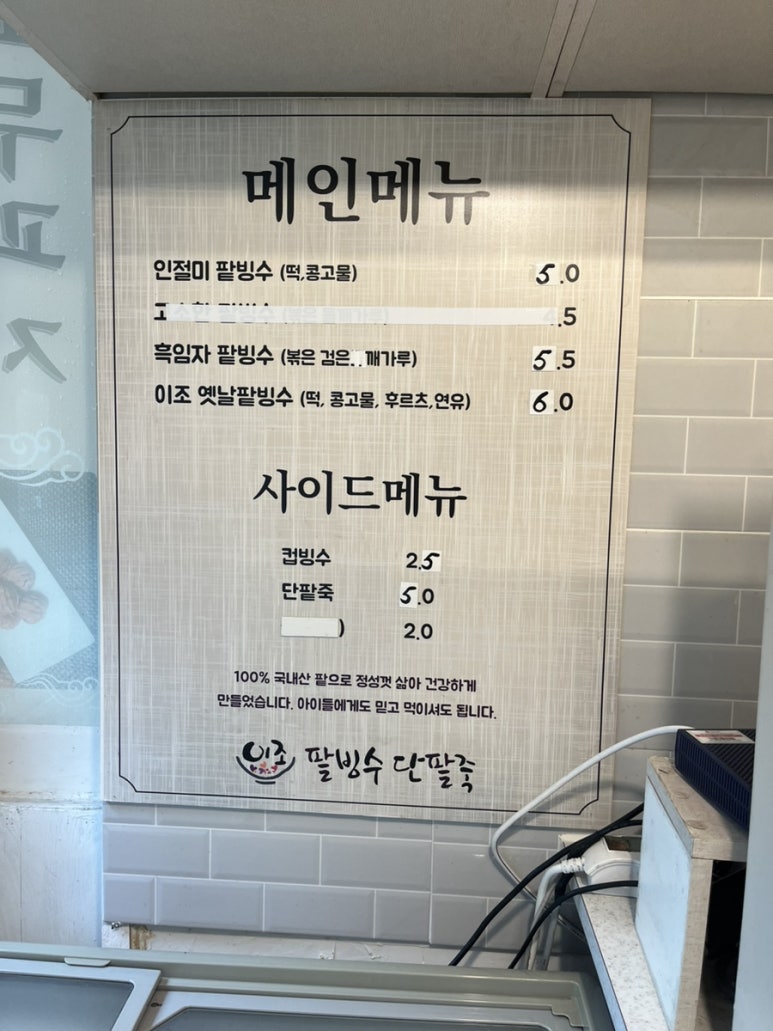 메인메뉴
인절미 팥빙수 (떡,콩고물) 5.0
.5
흑임자 팥빙수 (볶은 검은 깨가루) 5.5
이조 옛날팥빙수 (떡, 콩고물, 후르츠,연유) 6.0
사이드메뉴
컵빙수 2.5
단팥죽 5.0
) 2.0
100% 국내산 팥으로 정성껏 삶아 건강하게
만들었습니다. 아이들에게도 믿고 먹이셔도 됩니다.
이조 팥빙수 단팥죽